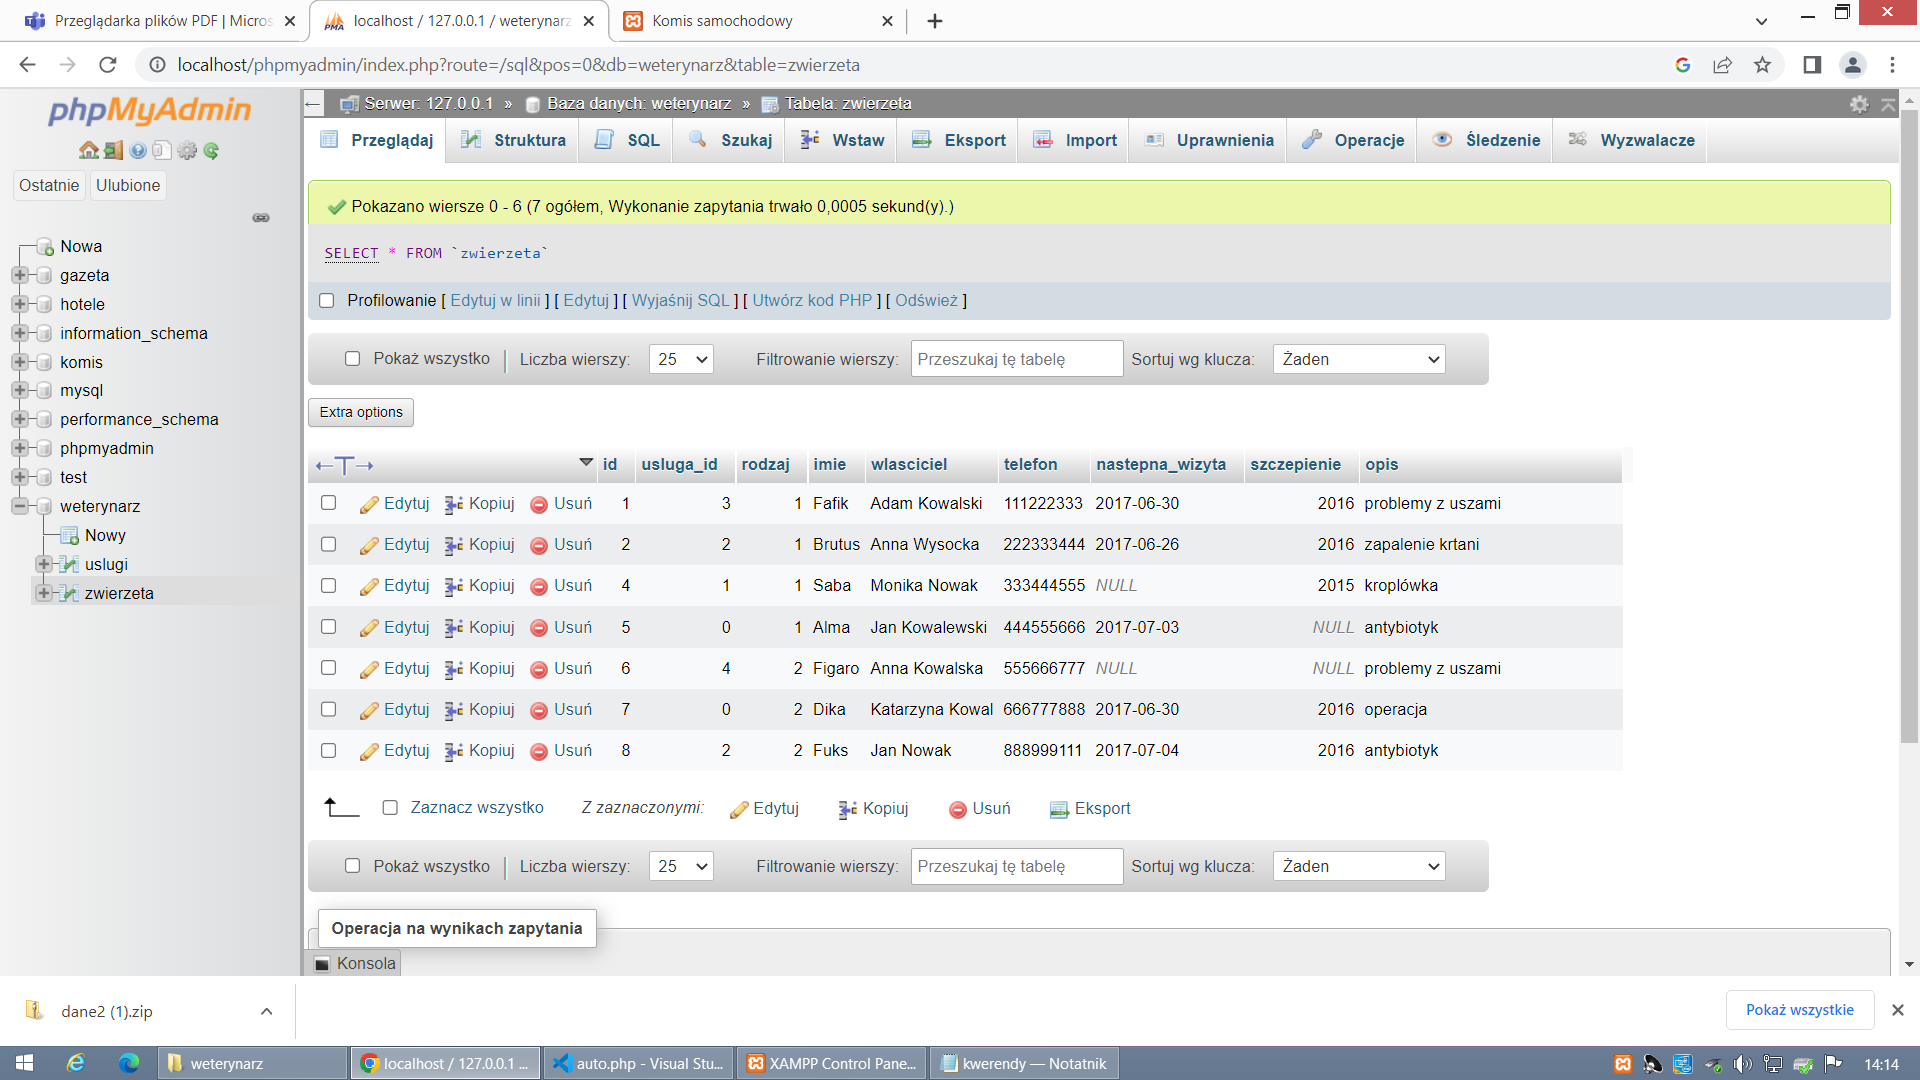 Przeglądarka plików PDF | Micros
localhost / 127.0.0.1 / weterynarz
Komis samochodowy
localhost/phpmyadmin/index.php?route=/sql&pos=0&db=weterynarz&table=zwierzeta
phpMyAdmin
Ostatnie Ulubione
Nowa
gazeta
hotele
information_schema
komis
mysql
performance_schema
phpmyadmin
test
weterynarz
Nowy
uslugi
zwierzeta
Serwer: 127.0.0.1 » Baza danych: weterynarz » Tabela: zwierzeta
Przeglądaj Struktura SQL Szukaj Wstaw Eksport Import Uprawnienia Operacje Śledzenie Wyzwalacze
Pokazano wiersze 0 - 6 (7 ogółem, Wykonanie zapytania trwało 0,0005 sekund(y).)
SELECT * FROM `zwierzeta`
Profilowanie [ Edytuj w linii ] [ Edytuj ] [ Wyjaśnij SQL ] [ Utwórz kod PHP ] [ Odśwież ]
Pokaż wszystko | Liczba wierszy: 25 Filtrowanie wierszy: Przeszukaj tę tabelę Sortuj wg klucza: Żaden
Extra options
←T→ id usluga_id rodzaj imie wlasciciel telefon nastepna_wizyta szczepienie opis
Edytuj Kopiuj Usuń 1 3 1 Fafik Adam Kowalski 111222333 2017-06-30 2016 problemy z uszami
Edytuj Kopiuj Usuń 2 2 1 Brutus Anna Wysocka 222333444 2017-06-26 2016 zapalenie krtani
Edytuj Kopiuj Usuń 4 1 1 Saba Monika Nowak 333444555 NULL 2015 kroplówka
Edytuj Kopiuj Usuń 5 0 1 Alma Jan Kowalewski 444555666 2017-07-03 NULL antybiotyk
Edytuj Kopiuj Usuń 6 4 2 Figaro Anna Kowalska 555666777 NULL NULL problemy z uszami
Edytuj Kopiuj Usuń 7 0 2 Dika Katarzyna Kowal 666777888 2017-06-30 2016 operacja
Edytuj Kopiuj Usuń 8 2 2 Fuks Jan Nowak 888999111 2017-07-04 2016 antybiotyk
Zaznacz wszystko Z zaznaczonymi: Edytuj Kopiuj Usuń Eksport
Pokaż wszystko | Liczba wierszy: 25 Filtrowanie wierszy: Przeszukaj tę tabelę Sortuj wg klucza: Żaden
Operacja na wynikach zapytania
Konsola
dane2 (1).zip
Pokaż wszystkie
weterynarz
localhost / 127.0.0.1 ...
auto.php - Visual Stu...
XAMPP Control Pane...
kwerendy — Notatnik
14:14